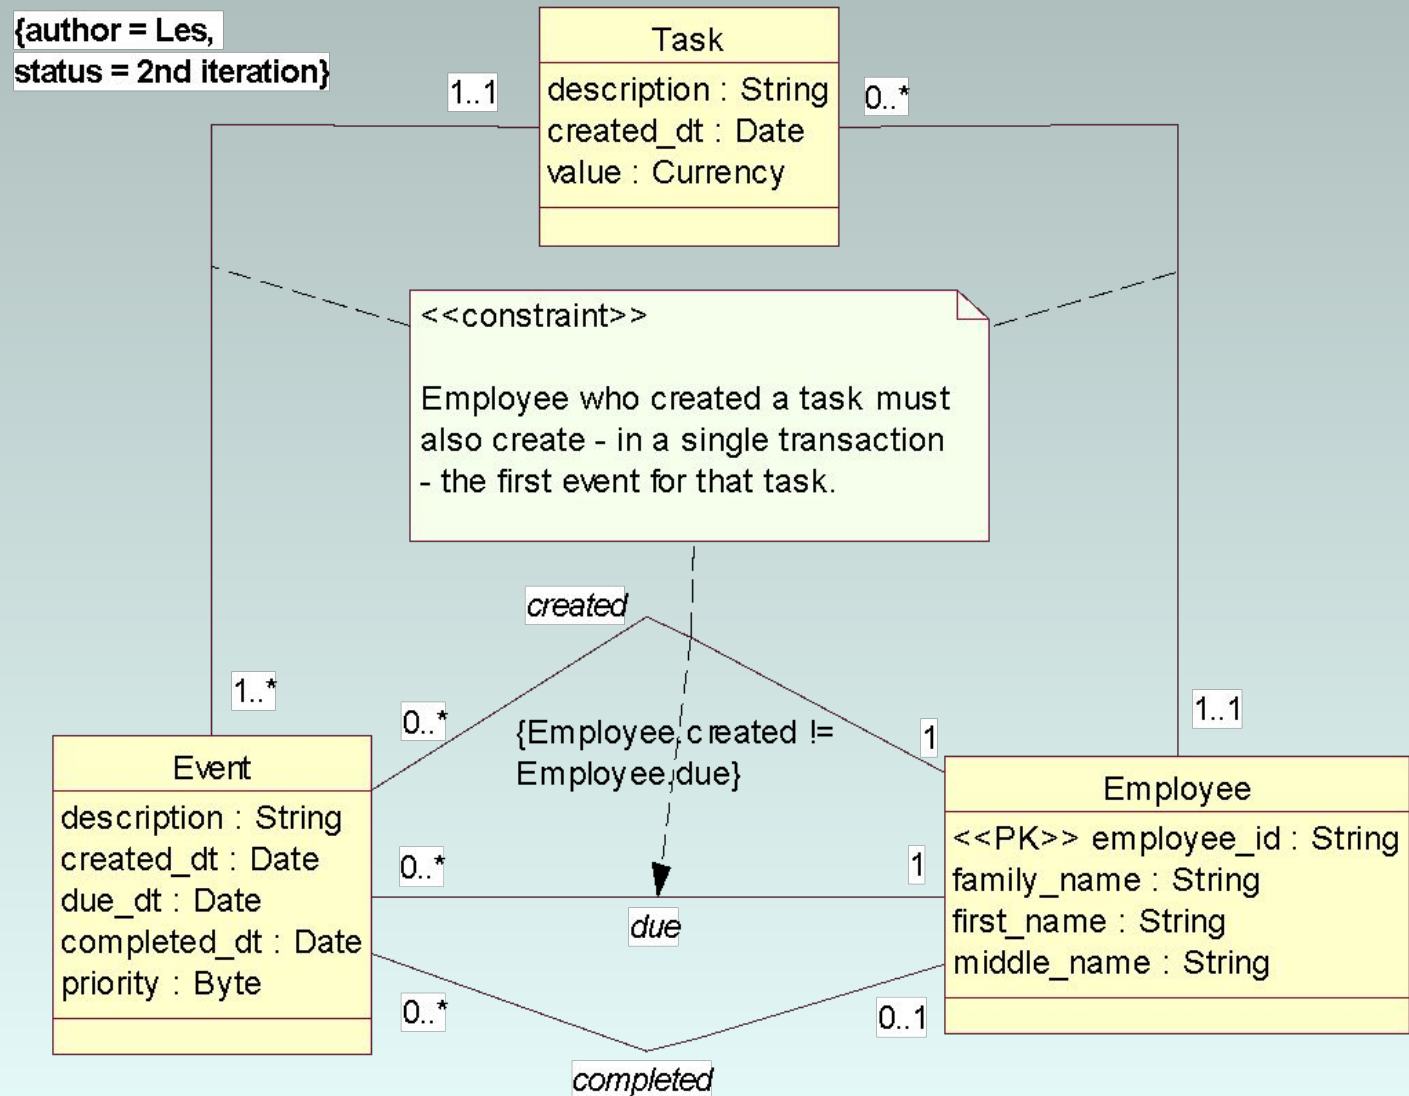 {author = Les,
status = 2nd iteration}
Task
description : String
created_dt : Date
value : Currency
1..1
0..*
<<constraint>>
Employee who created a task must
also create - in a single transaction
- the first event for that task.
created
1..*
0..*
1
1..1
{Employee.created !=
Employee.due}
Event
description : String
created_dt : Date
due_dt : Date
completed_dt : Date
priority : Byte
0..*
1
due
Employee
<<PK>> employee_id : String
family_name : String
first_name : String
middle_name : String
0..*
0..1
completed